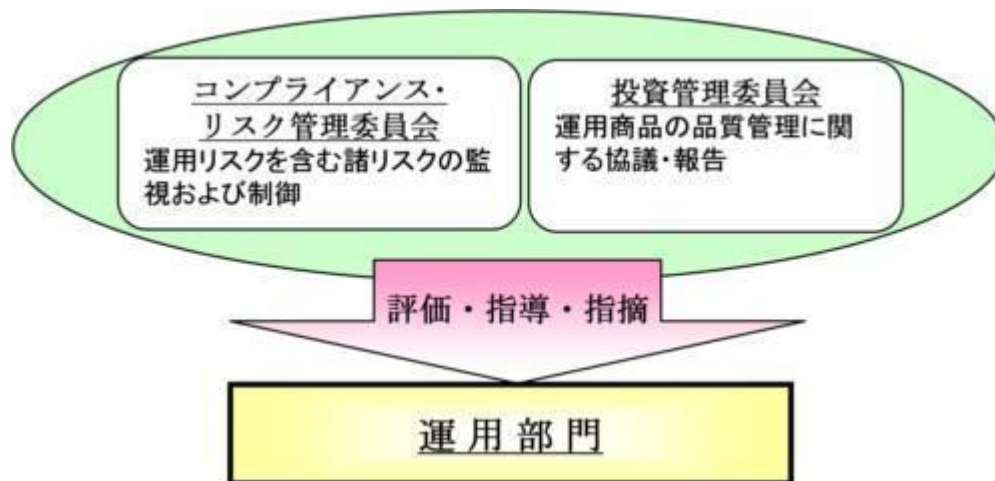 コンプライアンス・
リスク管理委員会
運用リスクを含む諸リスクの監
視および制御
投資管理委員会
運用商品の品質管理に関
する協議・報告
評価・指導・指摘
運用部門